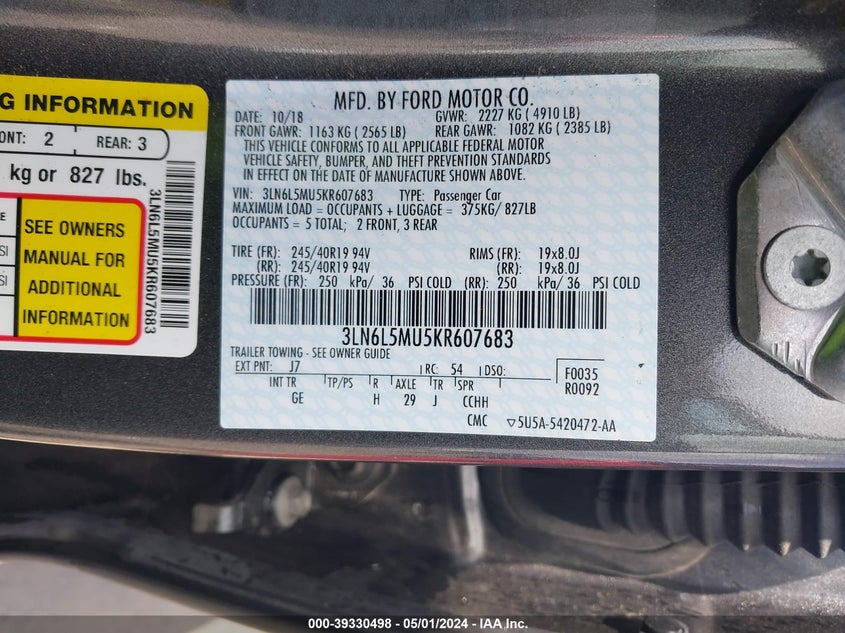 G INFORMATION
ONT: 2 REAR: 3
kg or 827 lbs.
E
SI
SI
SEE OWNERS
MANUAL FOR
ADDITIONAL
INFORMATION
3LN6L5MU5KR607683
MFD. BY FORD MOTOR CO.
DATE: 10/18 GVWR: 2227 KG ( 4910 LB)
FRONT GAWR: 1163 KG ( 2565 LB) REAR GAWR: 1082 KG ( 2385 LB)
THIS VEHICLE CONFORMS TO ALL APPLICABLE FEDERAL MOTOR
VEHICLE SAFETY, BUMPER, AND THEFT PREVENTION STANDARDS
IN EFFECT ON THE DATE OF MANUFACTURE SHOWN ABOVE.
VIN: 3LN6L5MU5KR607683 TYPE: Passenger Car
MAXIMUM LOAD = OCCUPANTS + LUGGAGE = 375KG/ 827LB
OCCUPANTS = 5 TOTAL; 2 FRONT, 3 REAR
TIRE (FR): 245/40R19 94V RIMS (FR): 19x8.0J
(RR): 245/40R19 94V (RR): 19x8.0J
PRESSURE (FR): 250 kPa/ 36 PSI COLD (RR): 250 kPa/ 36 PSI COLD
3LN6L5MU5KR607683
TRAILER TOWING - SEE OWNER GUIDE
EXT PNT: J7 RC: 54 DSO: F0035
INT TR TP/PS R AXLE TR SPR R0092
GE H 29 J CCHH
CMC ▽5U5A-5420472-AA
000-39330498 - 05/01/2024 - IAA Inc.